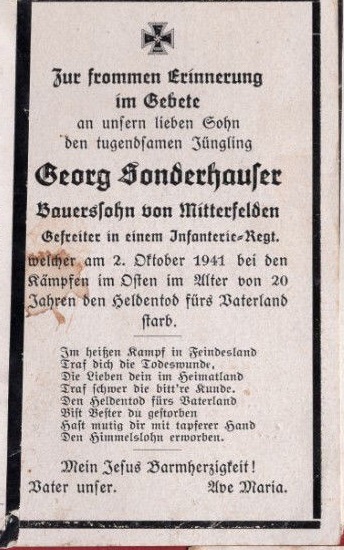 Zur frommen Erinnerung
im Gebete
an unsern lieben Sohn
den tugendsamen Jüngling
Georg Sonderhauser
Bauerssohn von Mitterfelden
Gefreiter in einem Infanterie-Regt.
welcher am 2. Oktober 1941 bei den
Kämpfen im Osten im Alter von 20
Jahren den Heldentod fürs Vaterland
starb.
Im heißen Kampf in Feindesland
Traf dich die Todeswunde,
Die Lieben dein im Heimatland
Traf schwer die bitt're Kunde.
Den Heldentod fürs Vaterland
Bist Bester du gestorben
Hast mutig dir mit tapferer Hand
Den Himmelslohn erworben.
Mein Jesus Barmherzigkeit!
Vater unser. Ave Maria.